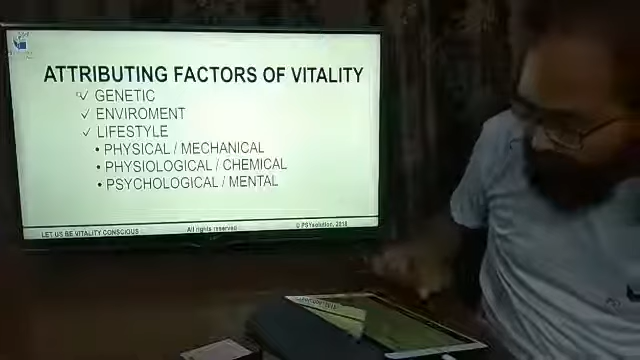 ATTRIBUTING FACTORS OF VITALITY
✓ GENETIC
✓ ENVIROMENT
✓ LIFESTYLE
• PHYSICAL / MECHANICAL
• PHYSIOLOGICAL / CHEMICAL
• PSYCHOLOGICAL / MENTAL
LET US BE VITALITY CONSCIOUS All rights reserved © PSYsolution, 2018